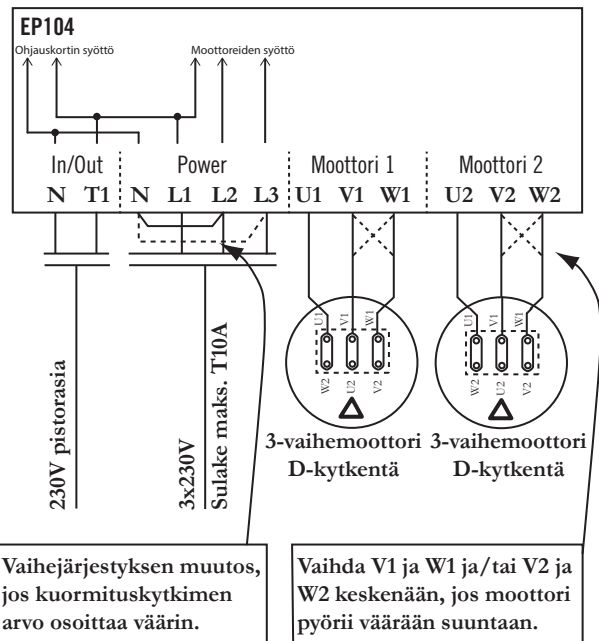 EP104
Ohjauskortin syöttö
Moottoreiden syöttö
In/Out
Power
Moottori 1
Moottori 2
N T1 N L1 L2 L3 U1 V1 W1 U2 V2 W2
230V pistorasia
3x230V
Sulake maks. T10A
U1 V1 W1
W2 U2 V2
U1 V1 W1
W2 U2 V2
3-vaihemoottori
D-kytkentä
3-vaihemoottori
D-kytkentä
Vaihejärjestyksen muutos,
jos kuormituskytkimen
arvo osoittaa väärin.
Vaihda V1 ja W1 ja/tai V2 ja
W2 keskenään, jos moottori
pyörii väärään suuntaan.